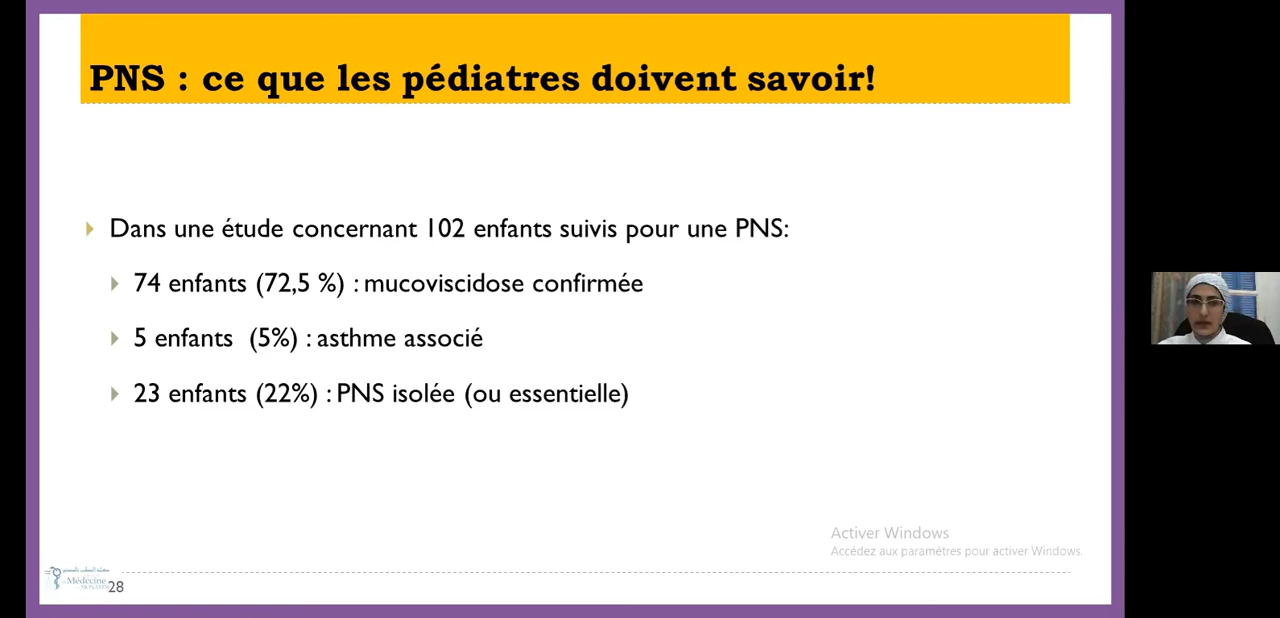 PNS : ce que les pédiatres doivent savoir!
Dans une étude concernant 102 enfants suivis pour une PNS:
74 enfants (72,5 %) : mucoviscidose confirmée
5 enfants (5%) : asthme associé
23 enfants (22%) : PNS isolée (ou essentielle)
Activer Windows
Accédez aux paramètres pour activer Windows.
Médecine
28